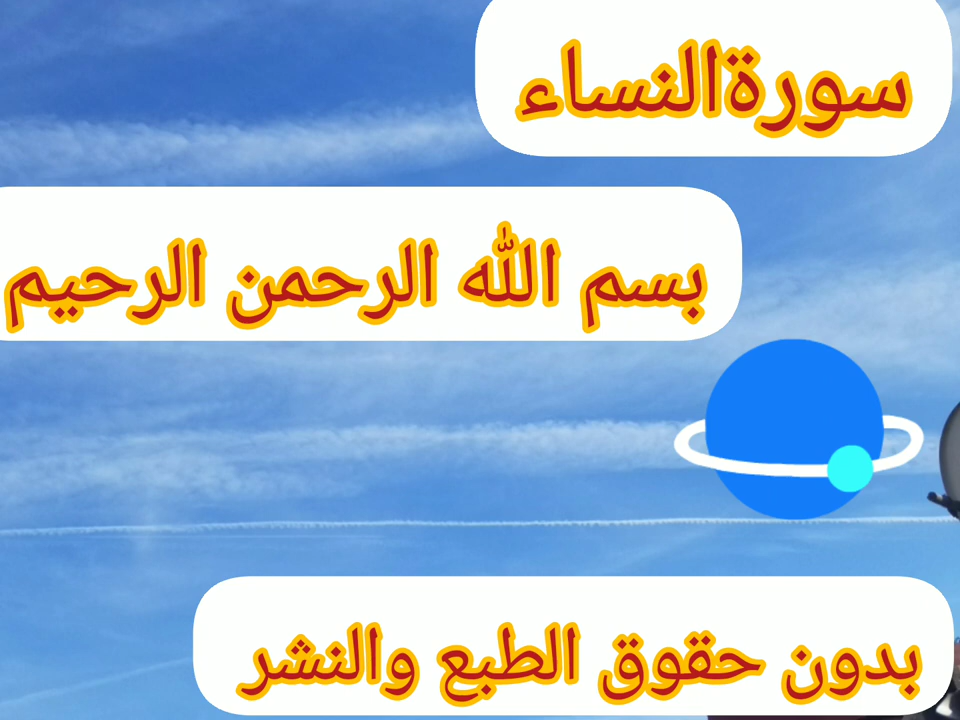 سورةالنساء
بسم الله الرحمن الرحيم
بدون حقوق الطبع والنشر